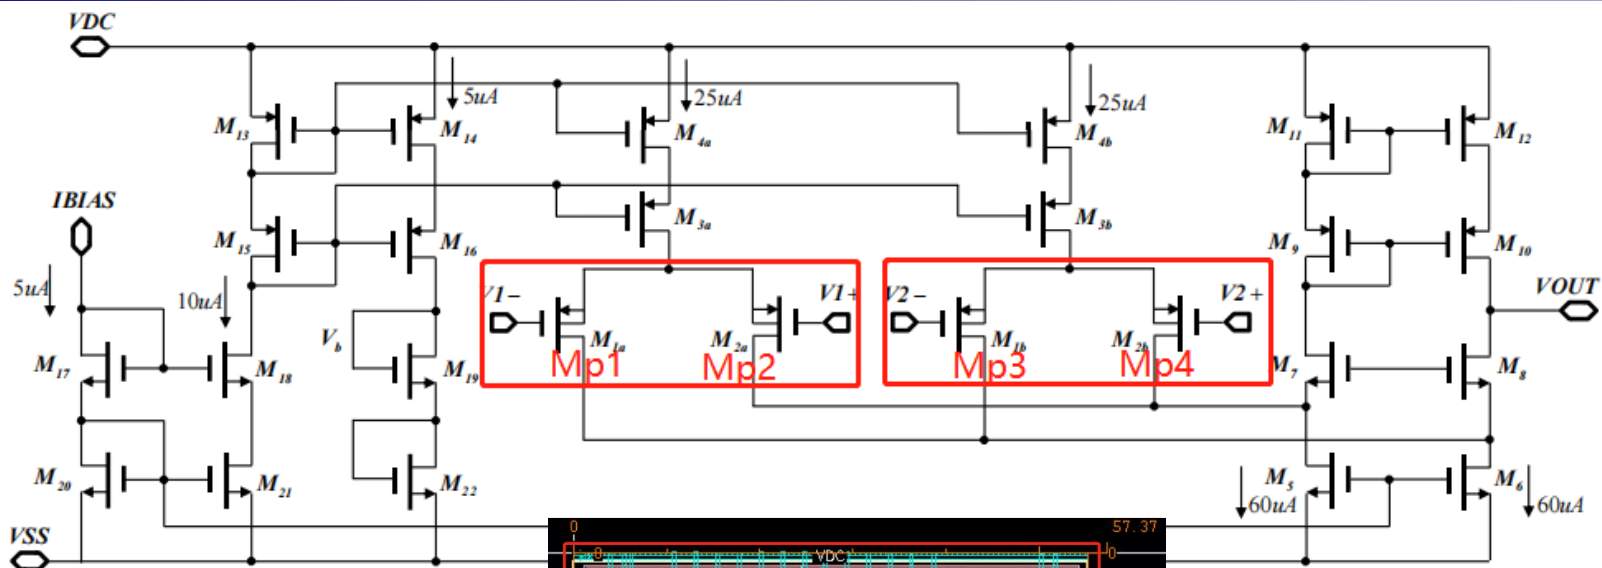 VDC
5uA
25uA
25uA
M13
M14
M4a
M4b
M11
M12
IBIAS
M15
M16
M3a
M3b
M9
M10
5uA
10uA
V1-
V1+
V2-
V2+
VOUT
Vb
M17
M18
M19
M1a
M2a
M1b
M2b
M7
M8
Mp1
Mp2
Mp3
Mp4
M20
M21
M22
M5
M6
60uA
60uA
VSS
0
57.37
0
VDC
0